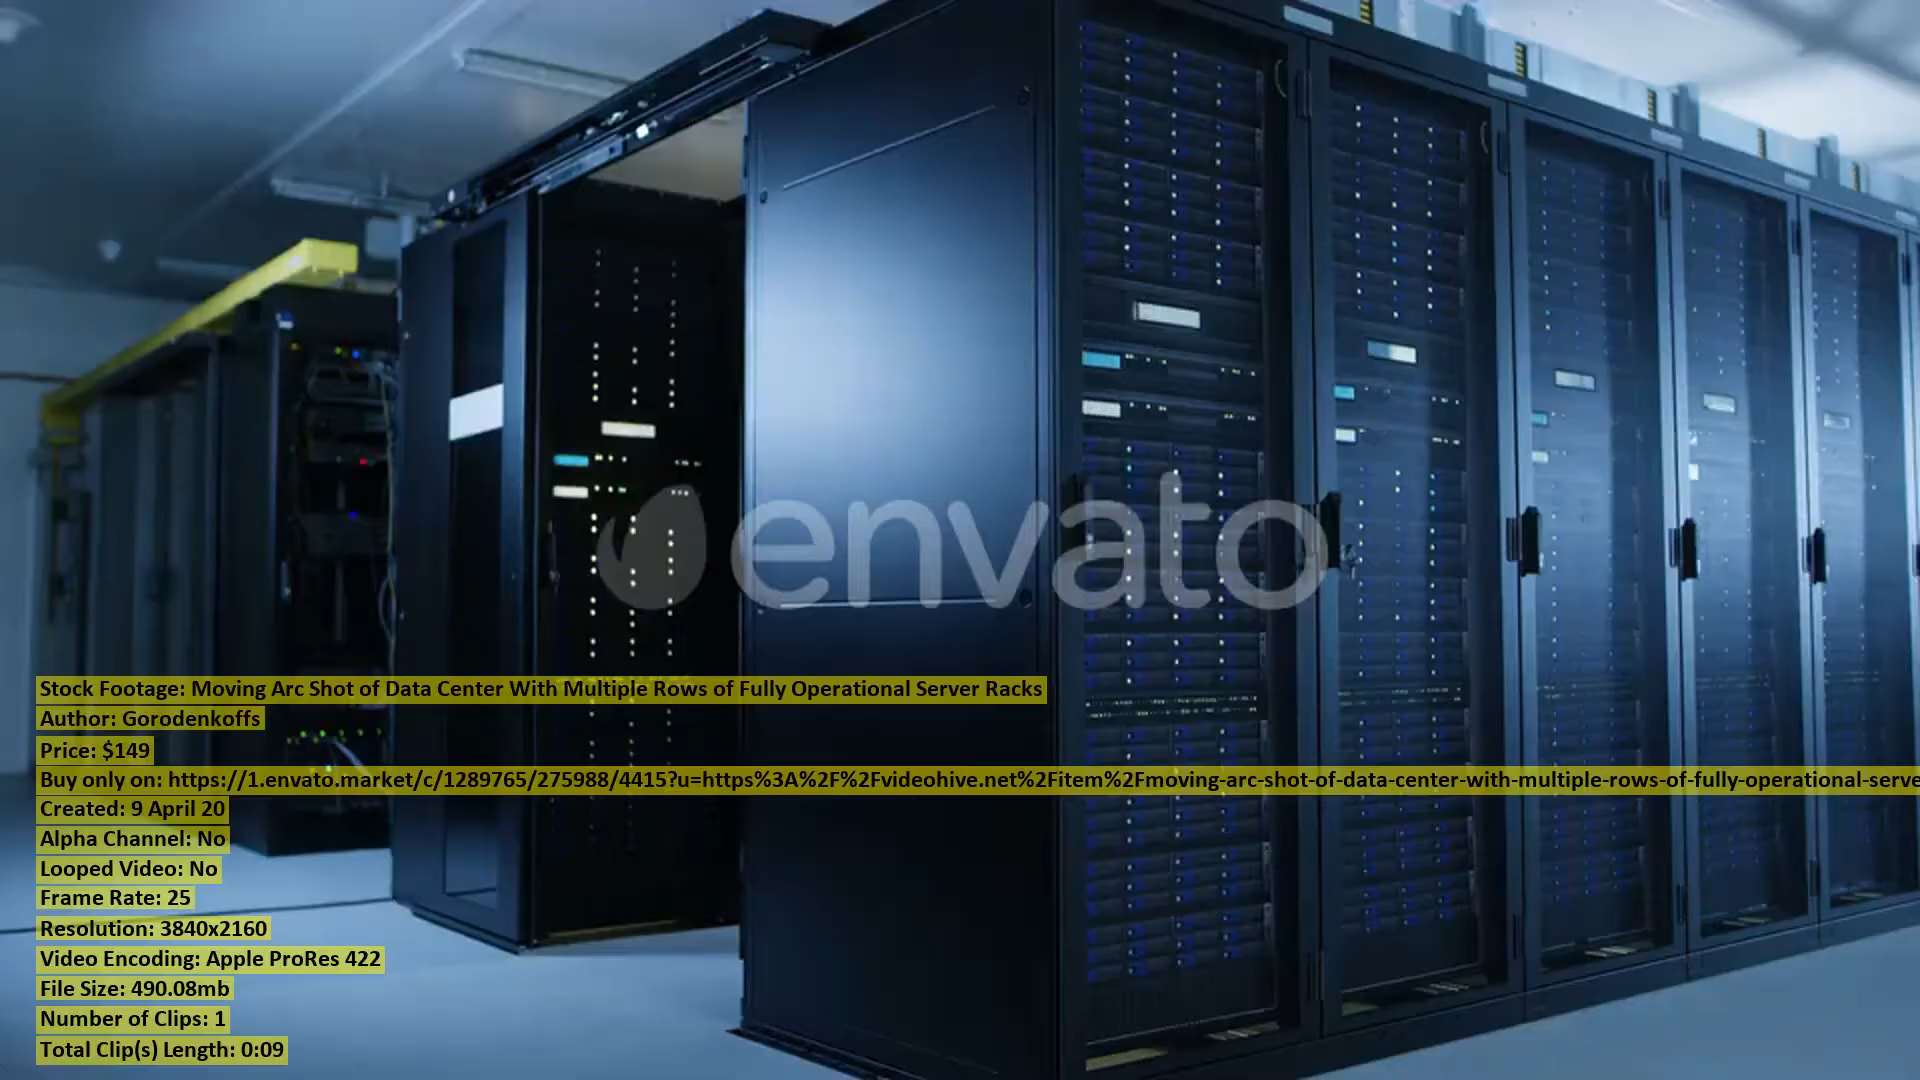 envato
Stock Footage: Moving Arc Shot of Data Center With Multiple Rows of Fully Operational Server Racks
Author: Gorodenkoffs
Price: $149
Buy only on: https://1.envato.market/c/1289765/275988/4415?u=https%3A%2F%2Fvideohive.net%2Fitem%2Fmoving-arc-shot-of-data-center-with-multiple-rows-of-fully-operational-serve
Created: 9 April 20
Alpha Channel: No
Looped Video: No
Frame Rate: 25
Resolution: 3840x2160
Video Encoding: Apple ProRes 422
File Size: 490.08mb
Number of Clips: 1
Total Clip(s) Length: 0:09